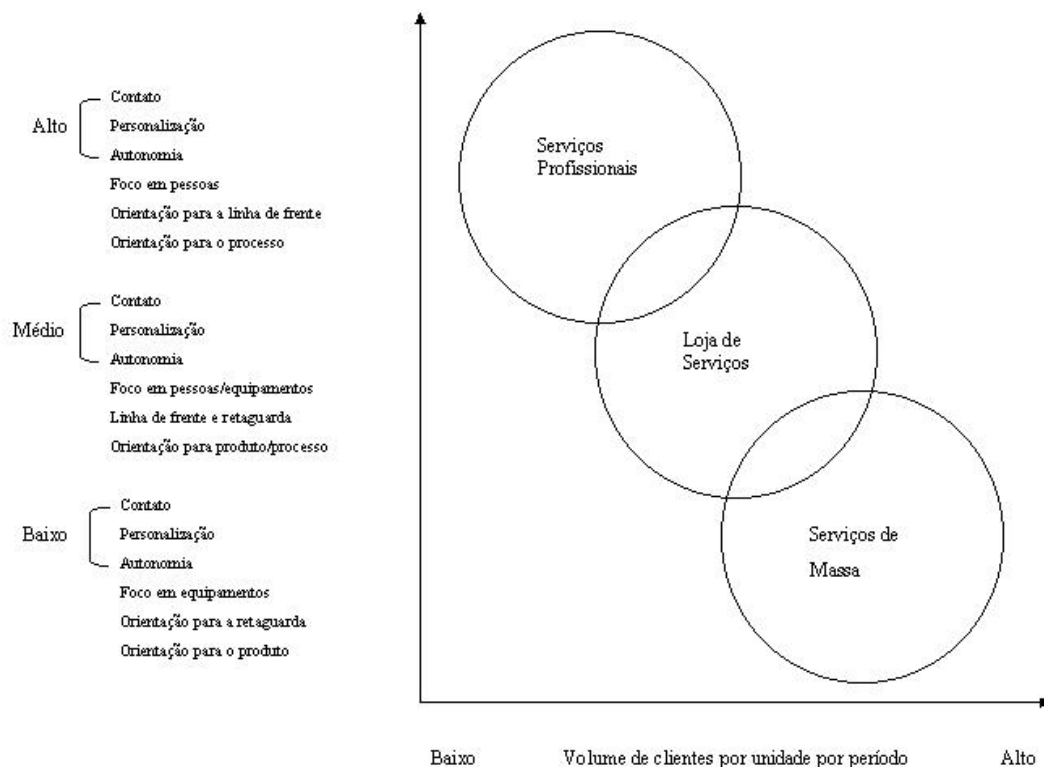 Alto
Contato
Personalização
Autonomia
Foco em pessoas
Orientação para a linha de frente
Orientação para o processo
Médio
Contato
Personalização
Autonomia
Foco em pessoas/equipamentos
Linha de frente e retaguarda
Orientação para produto/processo
Baixo
Contato
Personalização
Autonomia
Foco em equipamentos
Orientação para a retaguarda
Orientação para o produto
Serviços
Profissionais
Loja de
Serviços
Serviços de
Massa
Baixo Volume de clientes por unidade por período Alto